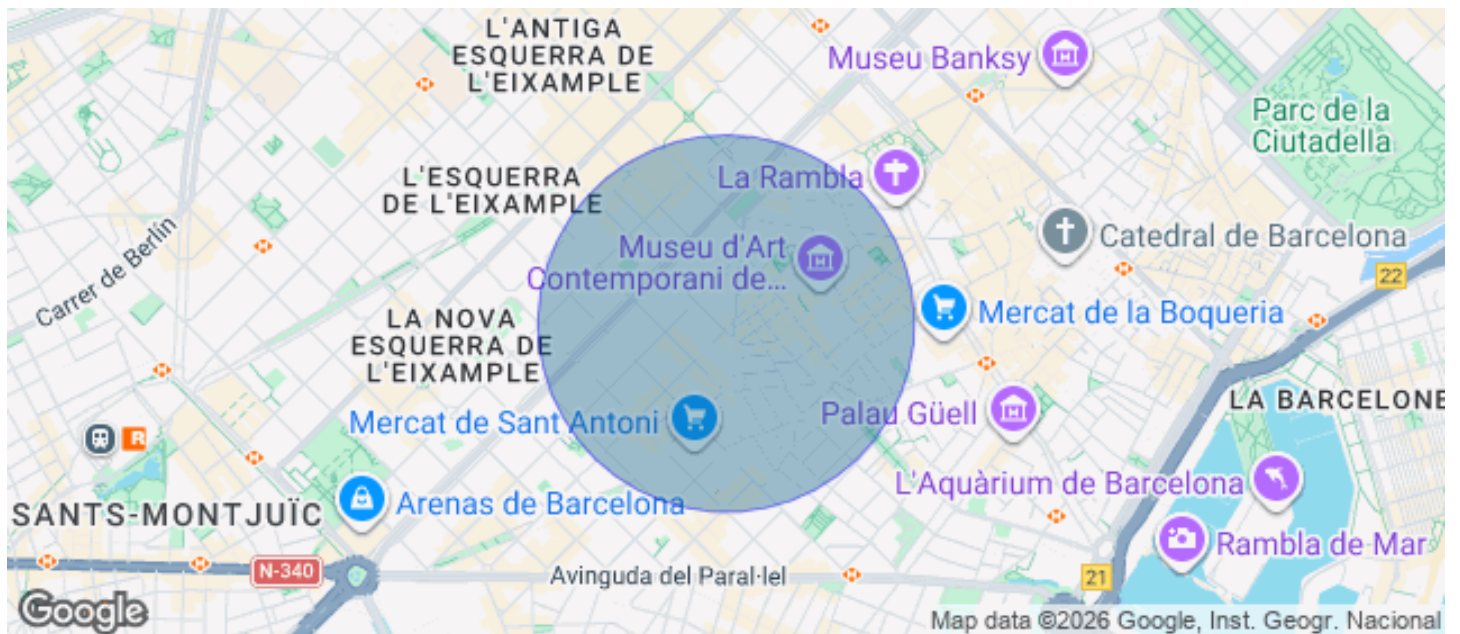 L'ANTIGA
ESQUERRA DE
L'EIXAMPLE
Museu Banksy
Parc de la
Ciutadella
L'ESQUERRA
DE L'EIXAMPLE
La Rambla
Carrer de Berlín
Museu d'Art
Contemporani de...
Catedral de Barcelona
22
LA NOVA
ESQUERRA DE
L'EIXAMPLE
Mercat de la Boqueria
Mercat de Sant Antoni
Palau Güell
LA BARCELONE
R
Arenas de Barcelona
L'Aquàrium de Barcelona
SANTS-MONTJUÏC
Rambla de Mar
N-340
Avinguda del Paral·lel
21
Google
Map data ©2026 Google, Inst. Geogr. Nacional